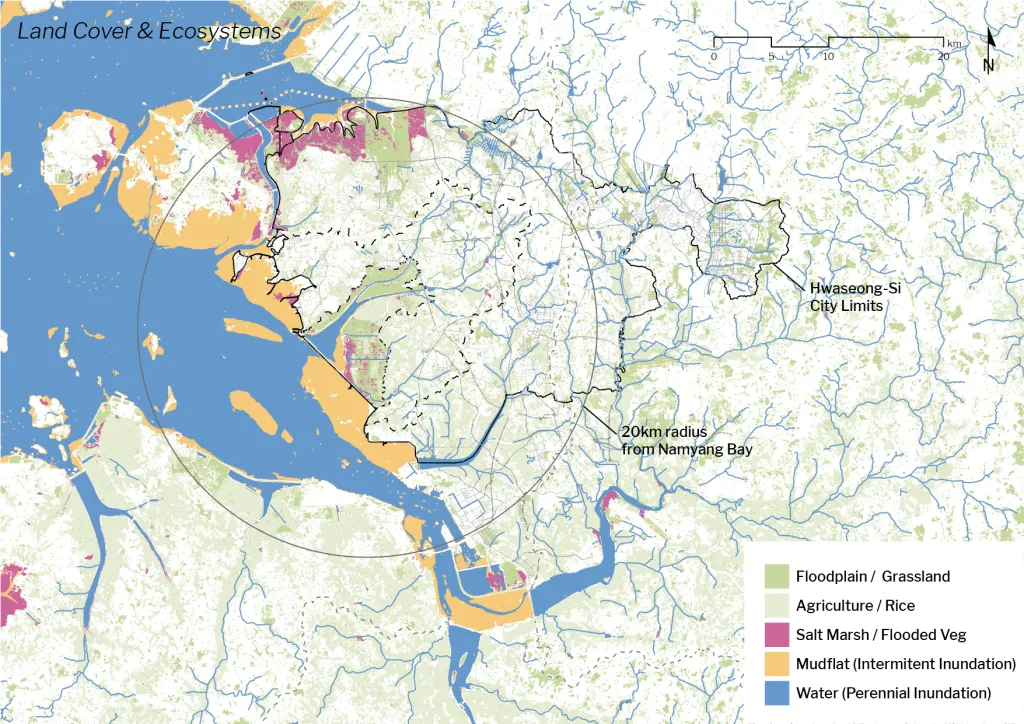 Land Cover & Ecosystems
km
0 5 10 20
N
Hwaseong-Si
City Limits
20km radius
from Namyang Bay
Floodplain / Grassland
Agriculture / Rice
Salt Marsh / Flooded Veg
Mudflat (Intermitent Inundation)
Water (Perennial Inundation)